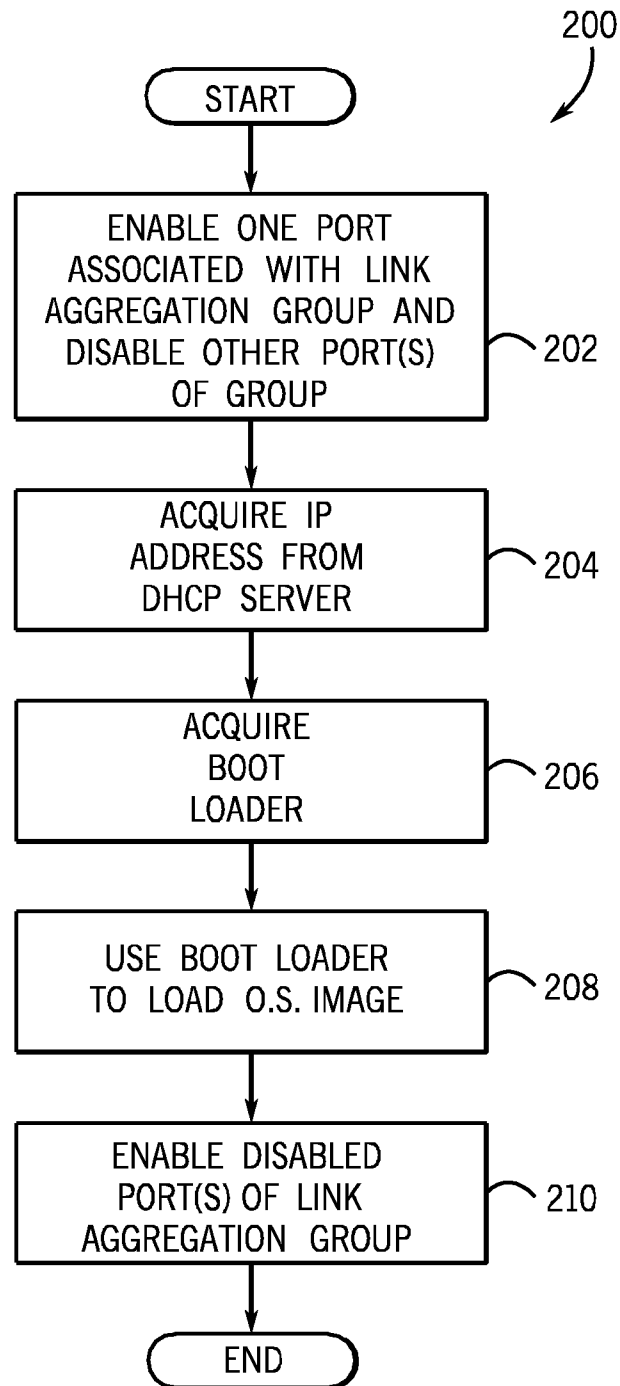 200
START
ENABLE ONE PORT
ASSOCIATED WITH LINK
AGGREGATION GROUP AND
DISABLE OTHER PORT(S)
OF GROUP
202
ACQUIRE IP
ADDRESS FROM
DHCP SERVER
204
ACQUIRE
BOOT
LOADER
206
USE BOOT LOADER
TO LOAD O.S. IMAGE
208
ENABLE DISABLED
PORT(S) OF LINK
AGGREGATION GROUP
210
END